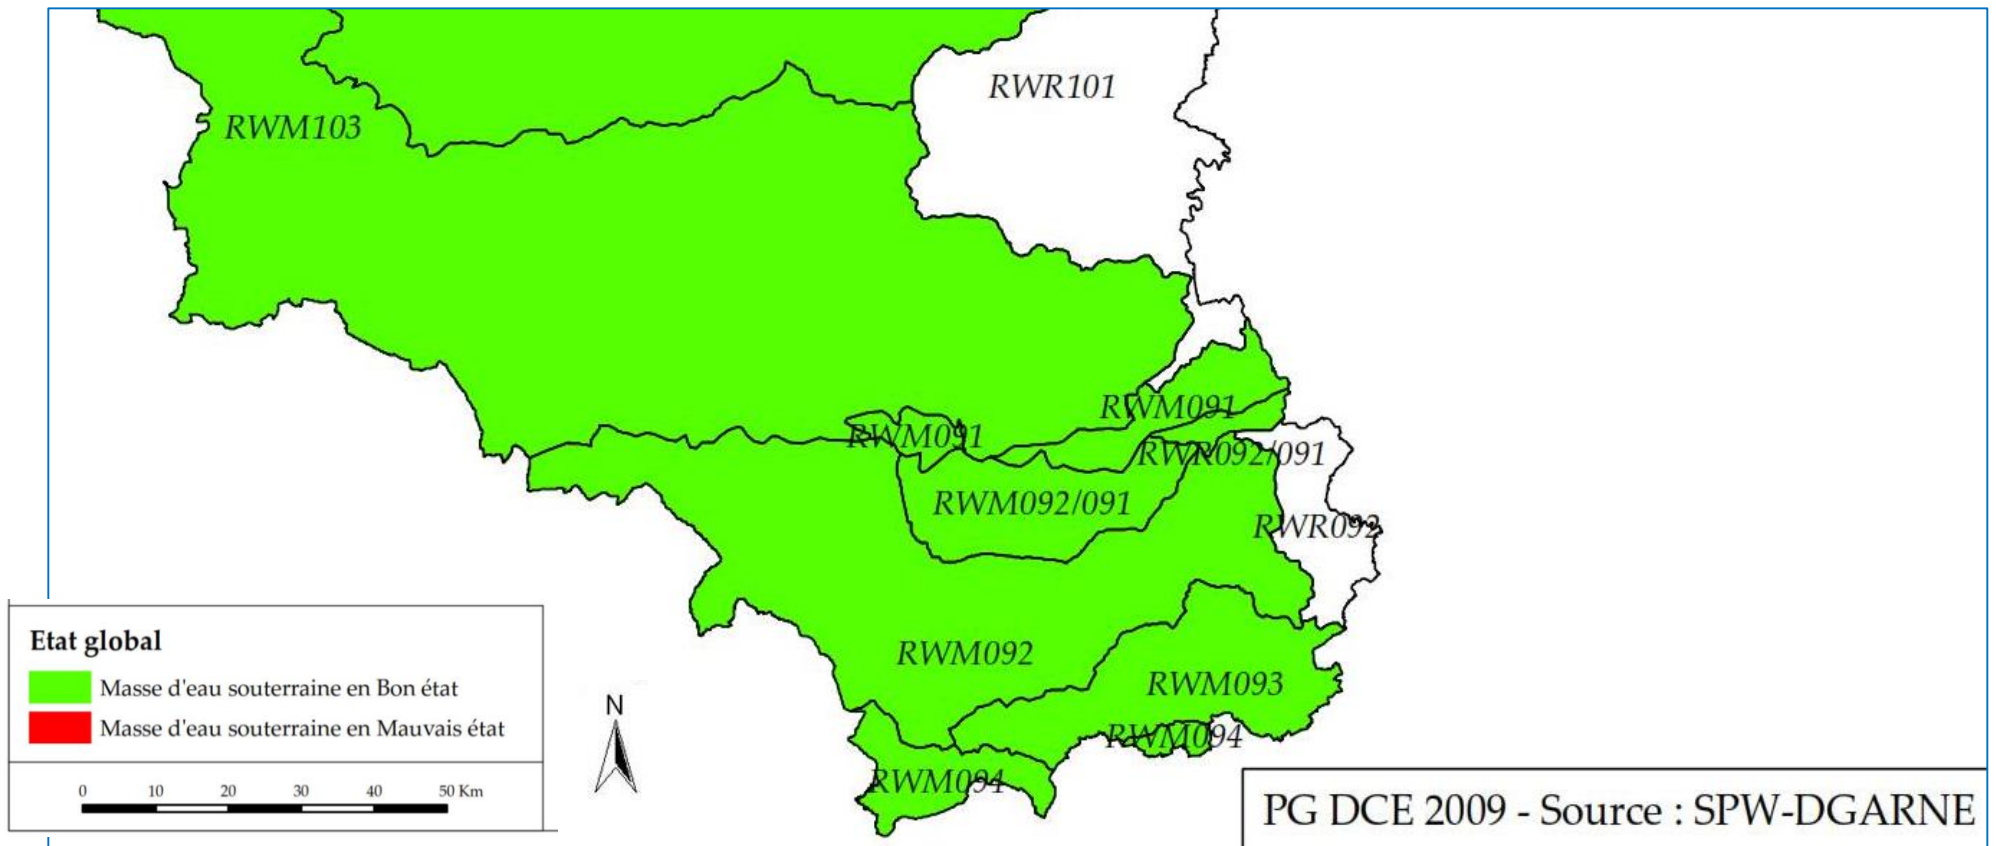 RWR101
RWM103
RWM091
RWM091
RWR092/091
RWM092/091
RWR092
RWM092
RWM093
RWM094
RWM094
Etat global
Masse d'eau souterraine en Bon état
Masse d'eau souterraine en Mauvais état
0 10 20 30 40 50 Km
N
PG DCE 2009 - Source : SPW-DGARNE